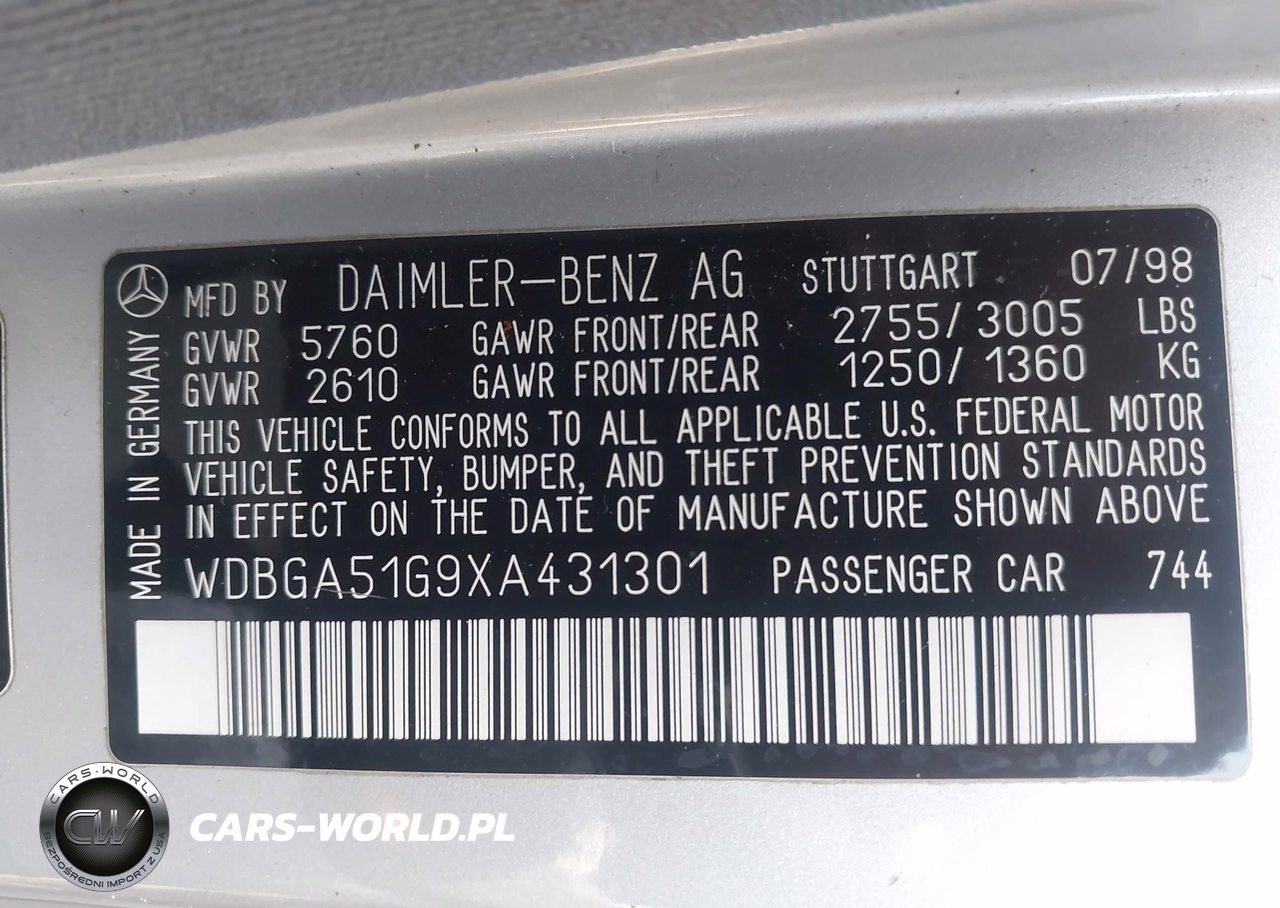 MADE IN GERMANY
MFD BY DAIMLER-BENZ AG STUTTGART 07/98
GVWR 5760 GAWR FRONT/REAR 2755/3005 LBS
GVWR 2610 GAWR FRONT/REAR 1250/1360 KG
THIS VEHICLE CONFORMS TO ALL APPLICABLE U.S. FEDERAL MOTOR
VEHICLE SAFETY, BUMPER, AND THEFT PREVENTION STANDARDS
IN EFFECT ON THE DATE OF MANUFACTURE SHOWN ABOVE
WDBGA51G9XA431301 PASSENGER CAR 744
CARS-WORLD
CW
BEZPOŚREDNI IMPORT Z USA
CARS-WORLD.PL